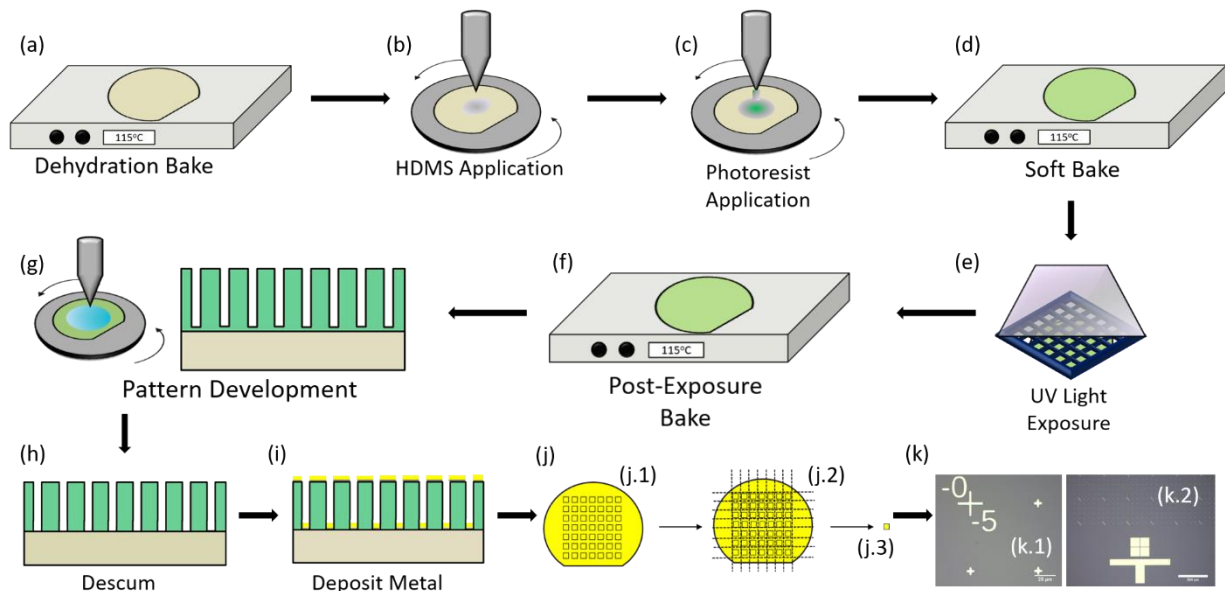 (a)
115°C
Dehydration Bake
(b)
HDMS Application
(c)
Photoresist
Application
(d)
115°C
Soft Bake
(e)
UV Light
Exposure
(f)
115°C
Post-Exposure
Bake
(g)
Pattern Development
(h)
Descum
(i)
Deposit Metal
(j)
(j.1)
(j.2)
(j.3)
(k)
-0
-5
(k.1)
(k.2)